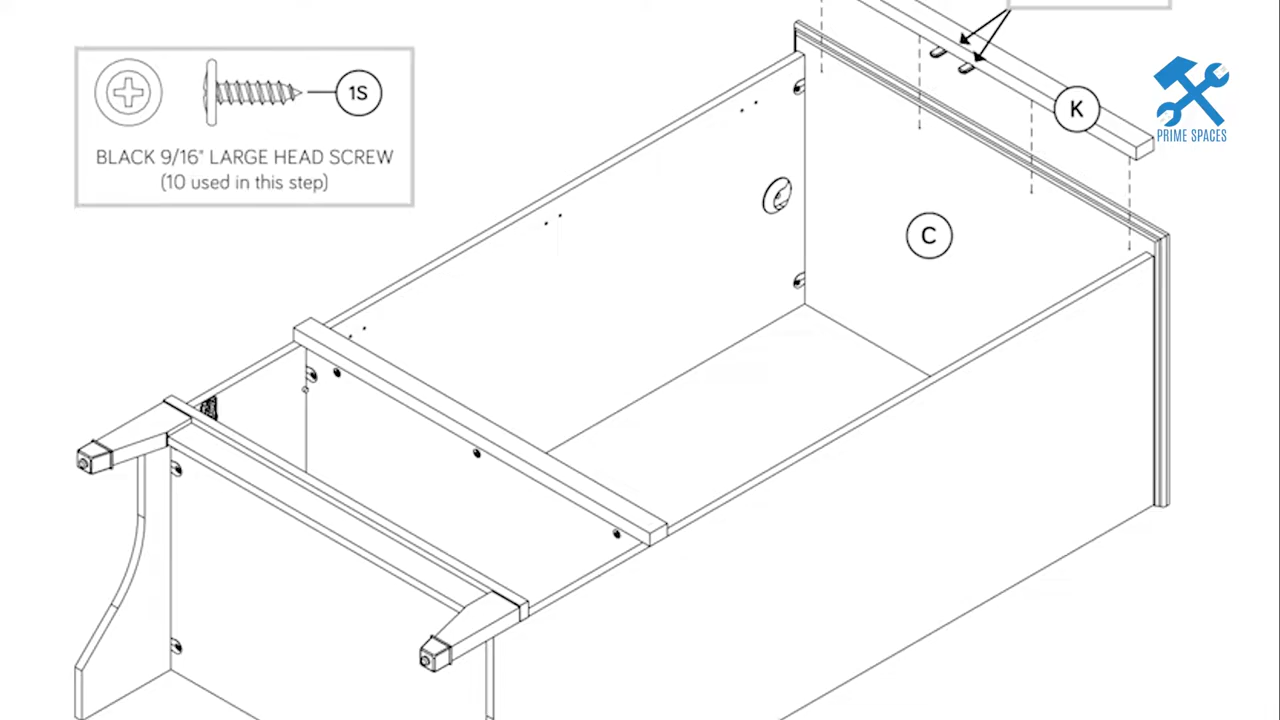 1S
BLACK 9/16" LARGE HEAD SCREW
(10 used in this step)
K
PRIME SPACES
C